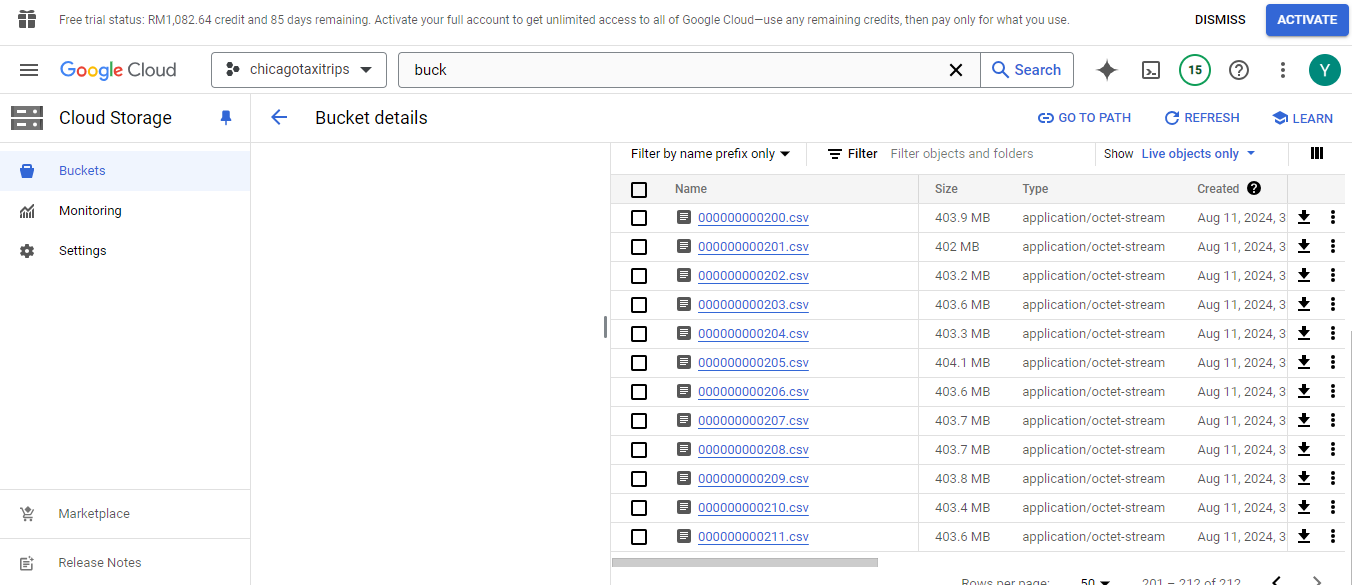 Free trial status: RM1,082.64 credit and 85 days remaining. Activate your full account to get unlimited access to all of Google Cloud—use any remaining credits, then pay only for what you use.
DISMISS
ACTIVATE
Google Cloud
chicagotaxitrips
buck
Search
15
Y
Cloud Storage
Bucket details
GO TO PATH
REFRESH
LEARN
Buckets
Monitoring
Settings
Marketplace
Release Notes
Filter by name prefix only
Filter
Filter objects and folders
Show
Live objects only
Name Size Type Created
000000000200.csv 403.9 MB application/octet-stream Aug 11, 2024, 3
000000000201.csv 402 MB application/octet-stream Aug 11, 2024, 3
000000000202.csv 403.2 MB application/octet-stream Aug 11, 2024, 3
000000000203.csv 403.6 MB application/octet-stream Aug 11, 2024, 3
000000000204.csv 403.3 MB application/octet-stream Aug 11, 2024, 3
000000000205.csv 404.1 MB application/octet-stream Aug 11, 2024, 3
000000000206.csv 403.6 MB application/octet-stream Aug 11, 2024, 3
000000000207.csv 403.7 MB application/octet-stream Aug 11, 2024, 3
000000000208.csv 403.7 MB application/octet-stream Aug 11, 2024, 3
000000000209.csv 403.8 MB application/octet-stream Aug 11, 2024, 3
000000000210.csv 403.4 MB application/octet-stream Aug 11, 2024, 3
000000000211.csv 403.6 MB application/octet-stream Aug 11, 2024, 3
Rows per page: 50 201 – 212 of 212